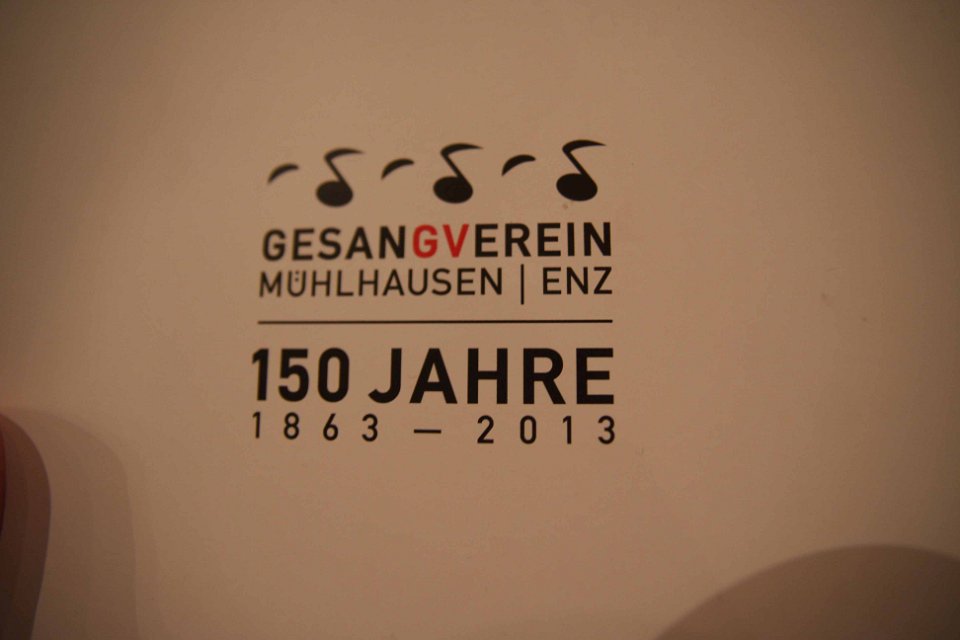 GESANGVEREIN
MÜHLHAUSEN | ENZ
150 JAHRE
1863 – 2013